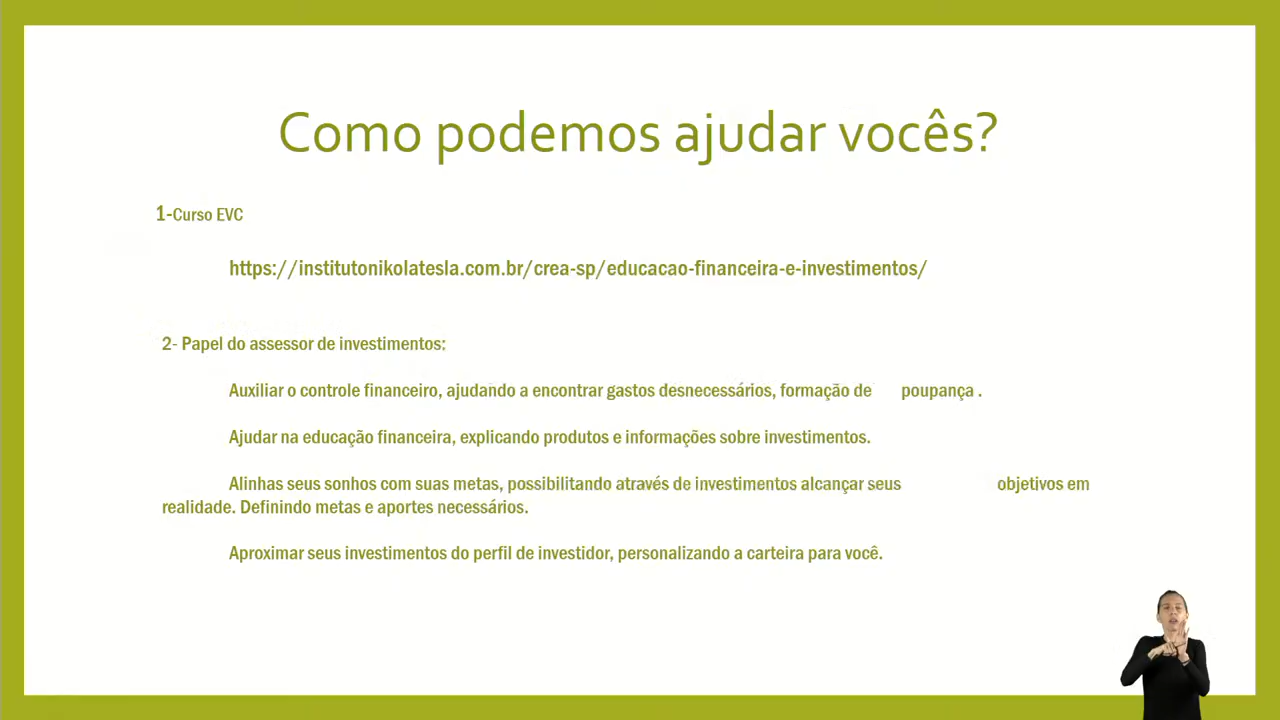 Como podemos ajudar vocês?
1-Curso EVC
https://institutonikolatesla.com.br/crea-sp/educacao-financeira-e-investimentos/
2- Papel do assessor de investimentos:
Auxiliar o controle financeiro, ajudando a encontrar gastos desnecessários, formação de poupança .
Ajudar na educação financeira, explicando produtos e informações sobre investimentos.
Alinhas seus sonhos com suas metas, possibilitando através de investimentos alcançar seus objetivos em
realidade. Definindo metas e aportes necessários.
Aproximar seus investimentos do perfil de investidor, personalizando a carteira para você.